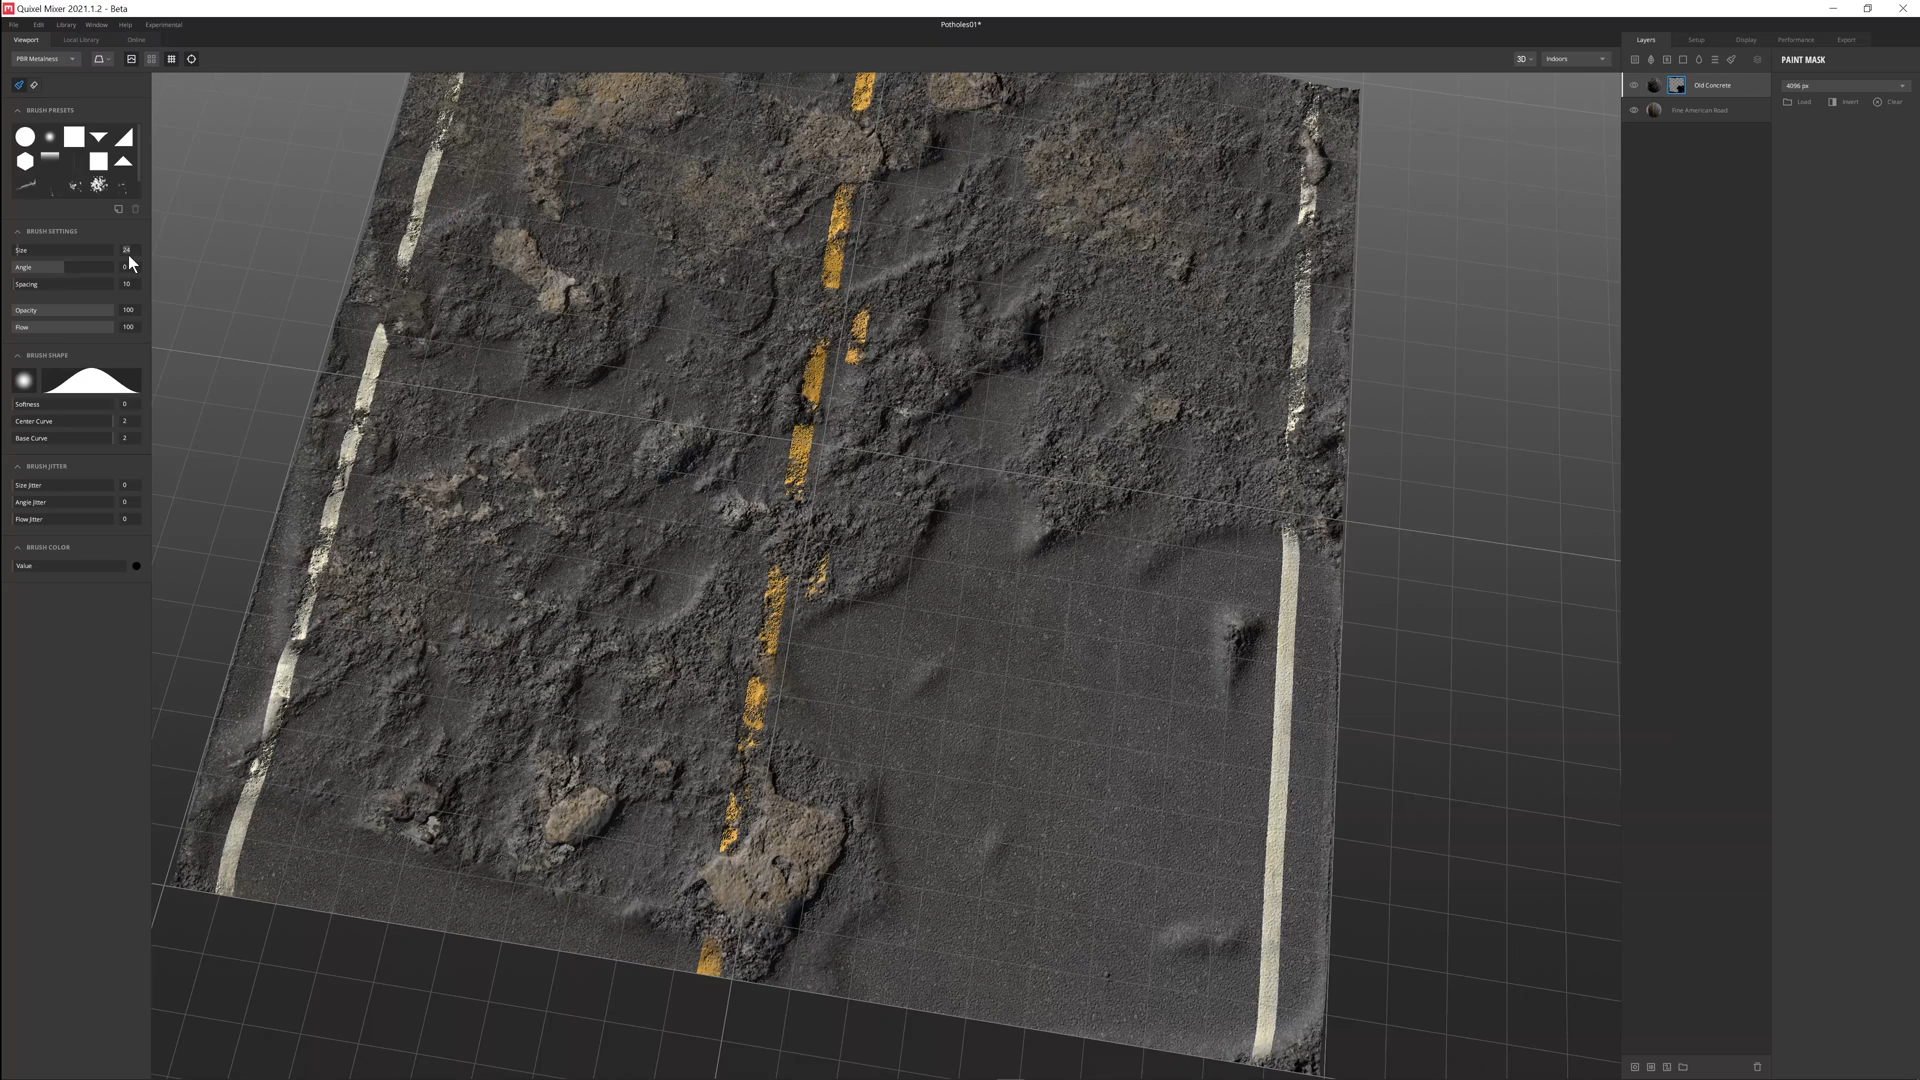 Quixel Mixer 2021.1.2 - Beta
File Edit Library Window Help Experimental
Potholes01*
Viewport Local Library Online
Layers Setup Display Performance Export
PBR Metalness
3D
Indoors
PAINT MASK
4096 px
Load Invert Clear
Old Concrete
Fine American Road
BRUSH PRESETS
BRUSH SETTINGS
Size 24
Angle 0
Spacing 10
Opacity 100
Flow 100
BRUSH SHAPE
Softness 0
Center Curve 2
Base Curve 2
BRUSH JITTER
Size Jitter 0
Angle Jitter 0
Flow Jitter 0
BRUSH COLOR
Value